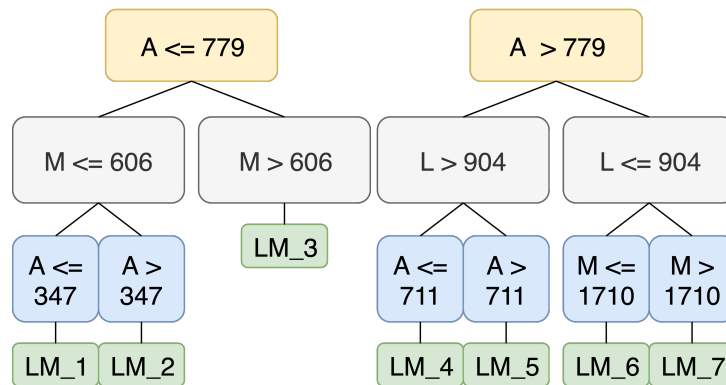 A <= 779
A > 779
M <= 606
M > 606
L > 904
L <= 904
LM_3
A <=
347
A >
347
A <=
711
A >
711
M <=
1710
M >
1710
LM_1
LM_2
LM_4
LM_5
LM_6
LM_7